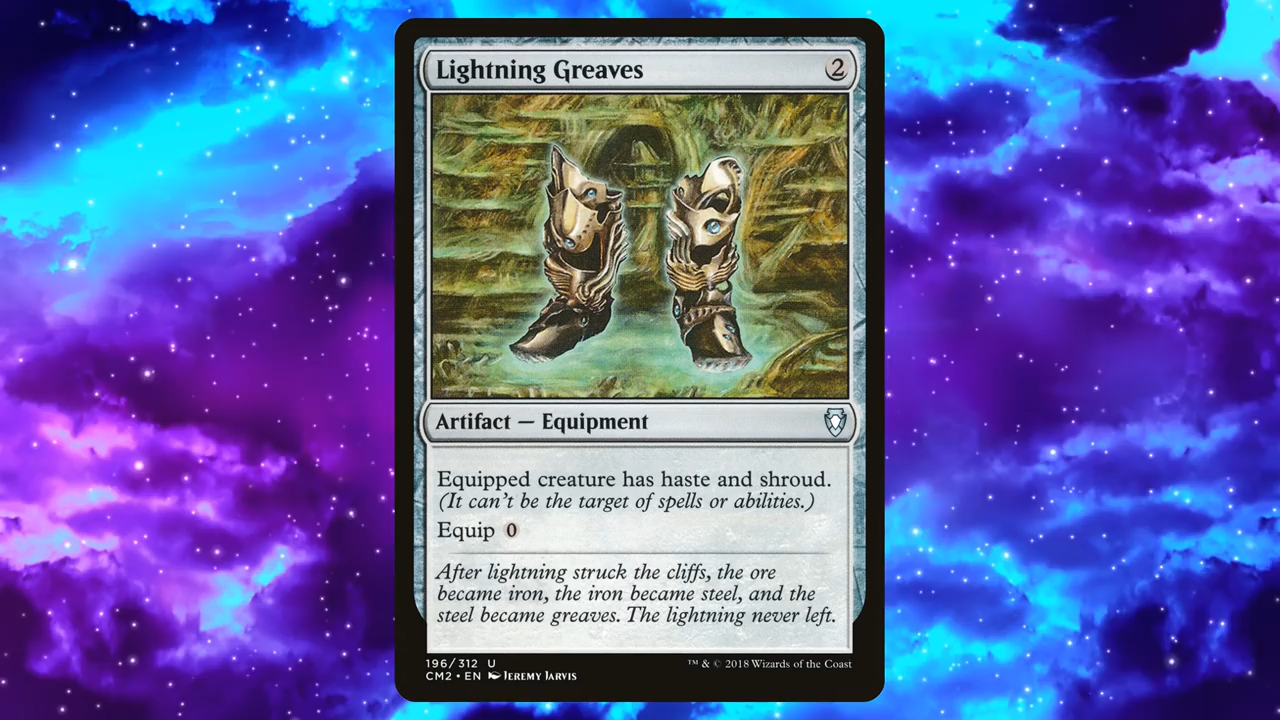 Lightning Greaves 2
Artifact — Equipment
Equipped creature has haste and shroud.
(It can't be the target of spells or abilities.)
Equip 0
After lightning struck the cliffs, the ore
became iron, the iron became steel, and the
steel became greaves. The lightning never left.
196/312 U
™ & © 2018 Wizards of the Coast
CM2 • EN JEREMY JARVIS